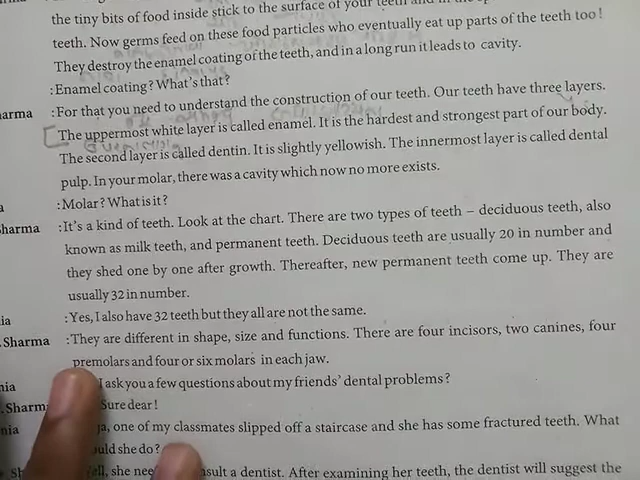 the tiny bits of food inside stick to the surface of your teeth and in
teeth. Now germs feed on these food particles who eventually eat up parts of the teeth too!
They destroy the enamel coating of the teeth, and in a long run it leads to cavity.
:Enamel coating? What's that?
arma :For that you need to understand the construction of our teeth. Our teeth have three layers.
The uppermost white layer is called enamel. It is the hardest and strongest part of our body.
The second layer is called dentin. It is slightly yellowish. The innermost layer is called dental
pulp. In your molar, there was a cavity which now no more exists.
a :Molar? What is it?
harma :It's a kind of teeth. Look at the chart. There are two types of teeth – deciduous teeth, also
known as milk teeth, and permanent teeth. Deciduous teeth are usually 20 in number and
they shed one by one after growth. Thereafter, new permanent teeth come up. They are
usually 32 in number.
ia :Yes, I also have 32 teeth but they all are not the same.
.Sharma :They are different in shape, size and functions. There are four incisors, two canines, four
premolars and four or six molars in each jaw.
nia I ask you a few questions about my friends' dental problems?
.Sharm Sure dear!
nia ja, one of my classmates slipped off a staircase and she has some fractured teeth. What
ould she do?
Sh ell, she nee nsult a dentist. After examining her teeth, the dentist will suggest the